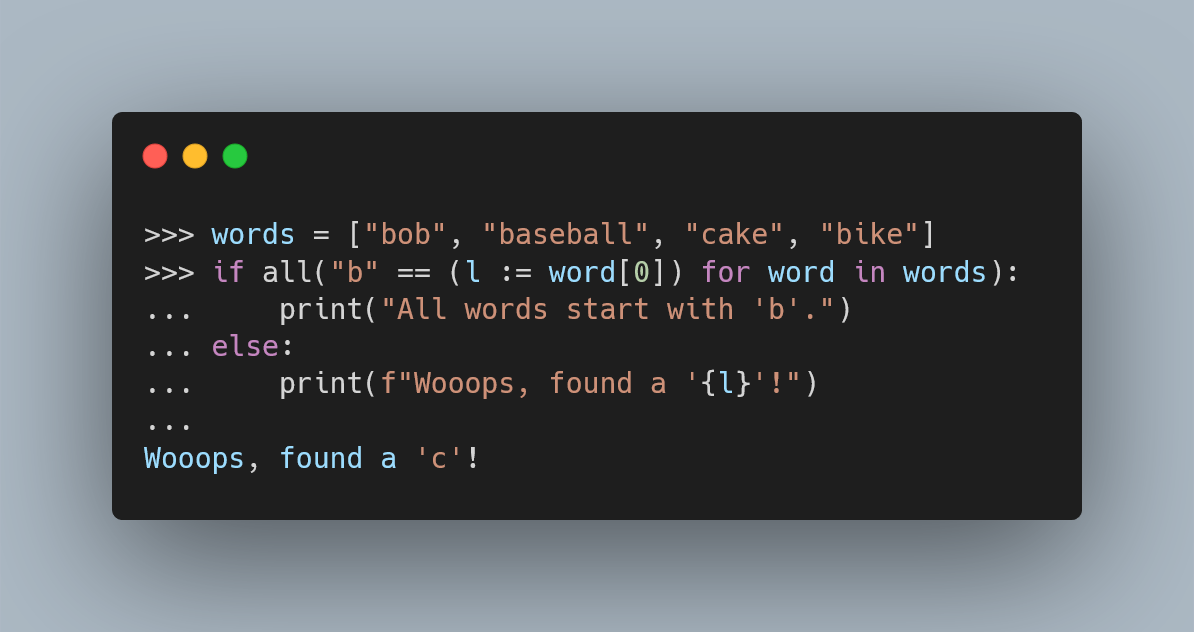 >>> words = ["bob", "baseball", "cake", "bike"]
>>> if all("b" == (l := word[0]) for word in words):
...     print("All words start with 'b'.")
... else:
...     print(f"Wooops, found a '{l}'!")
...
Wooops, found a 'c'!